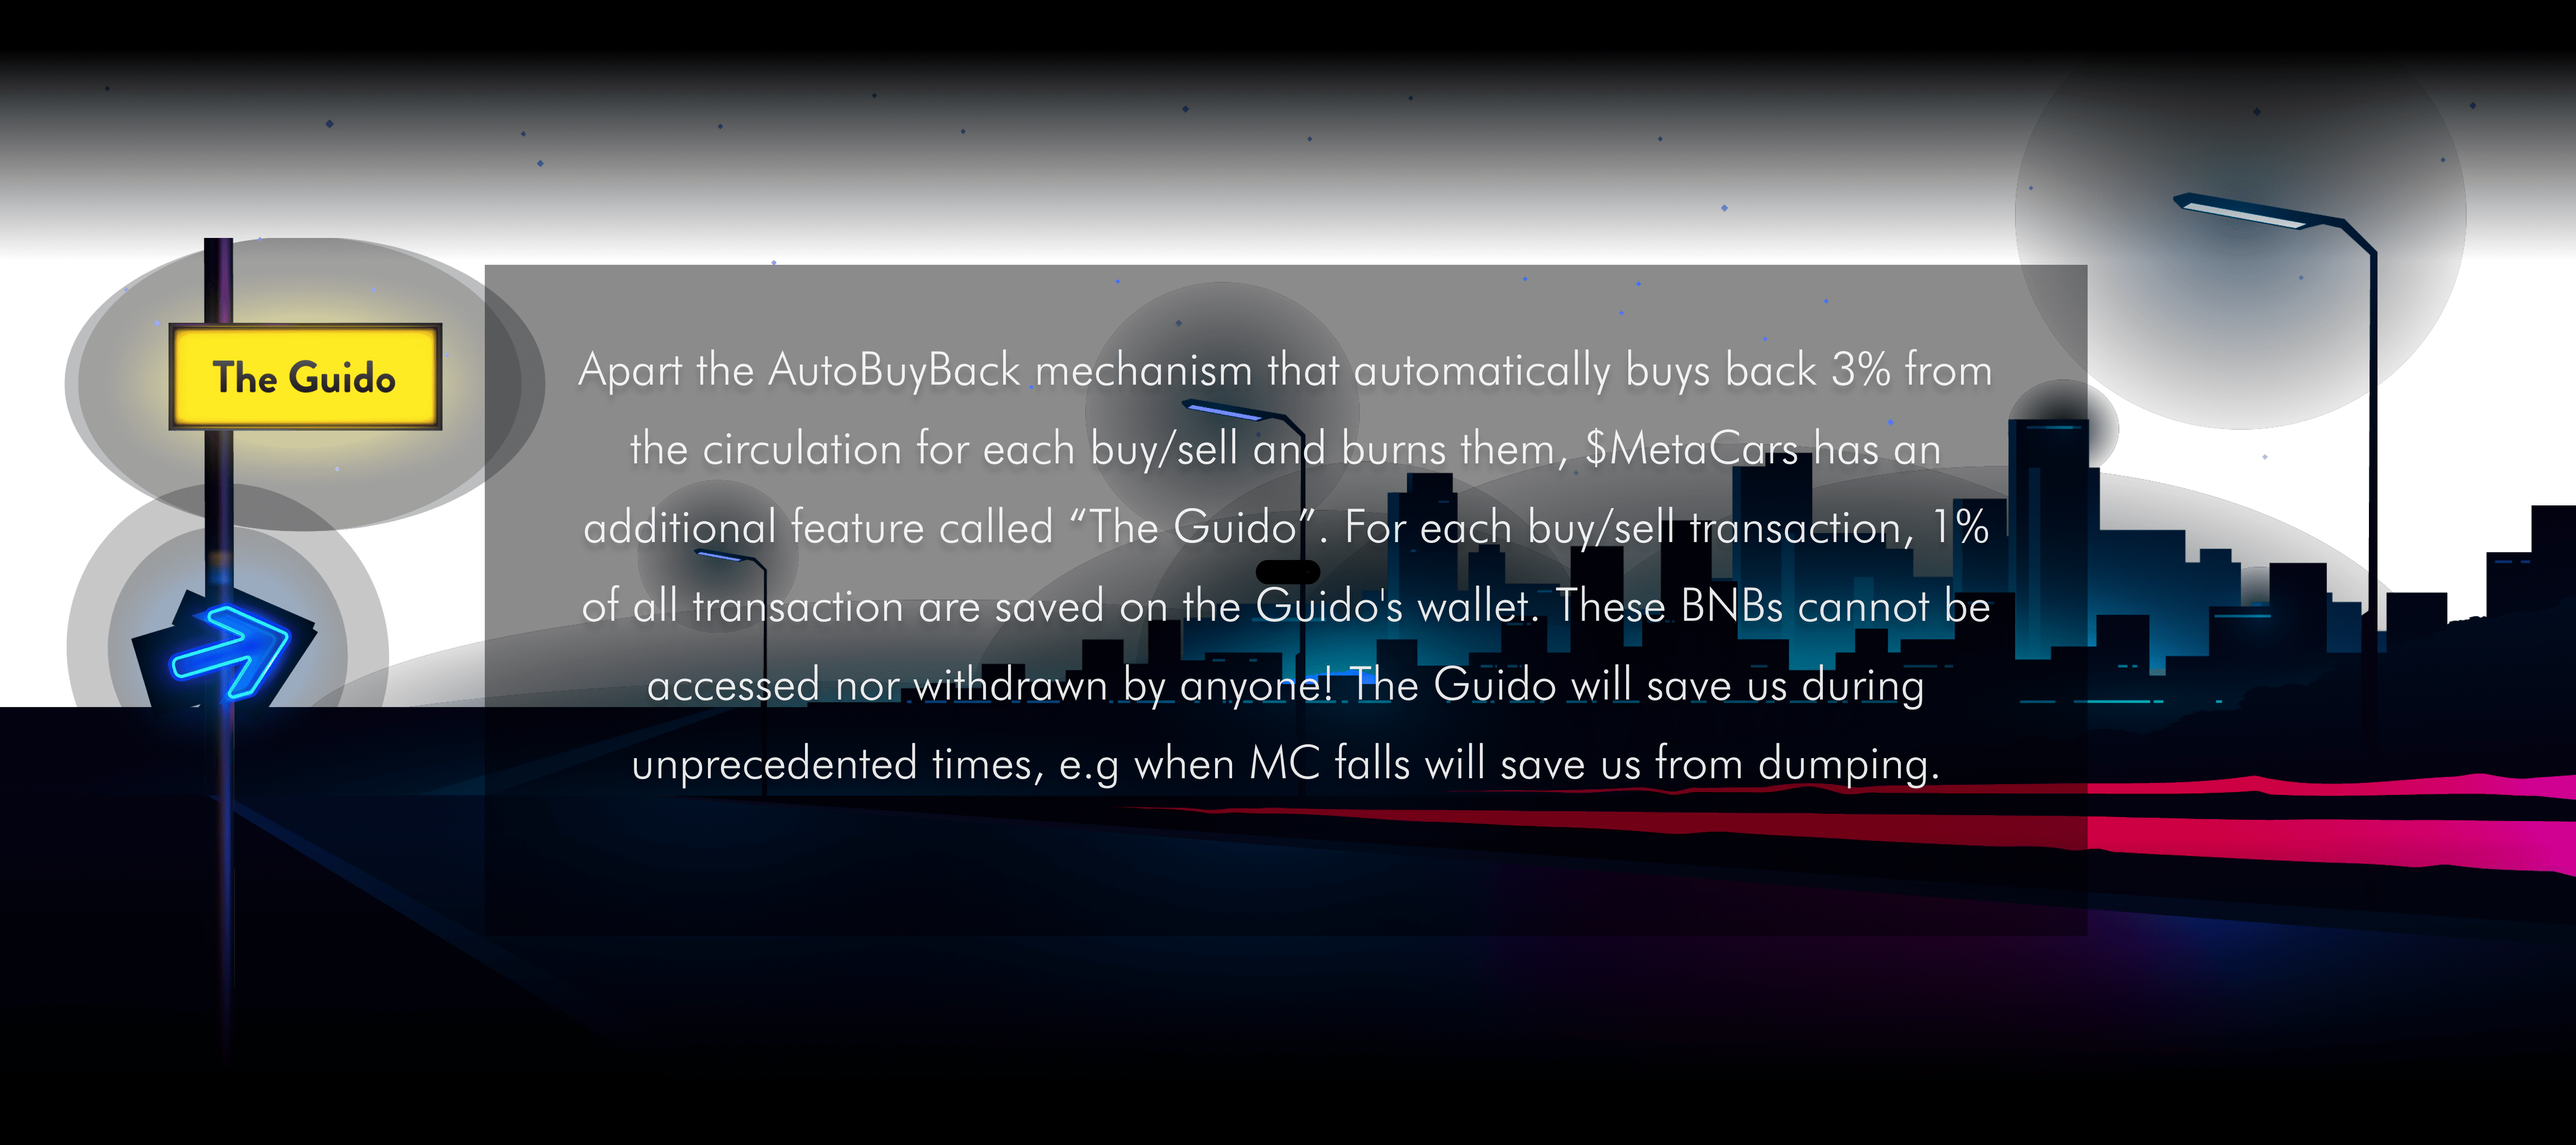 The Guido
Apart the AutoBuyBack mechanism that automatically buys back 3% from
the circulation for each buy/sell and burns them, $MetaCars has an
additional feature called “The Guido”. For each buy/sell transaction, 1%
of all transaction are saved on the Guido's wallet. These BNBs cannot be
accessed nor withdrawn by anyone! The Guido will save us during
unprecedented times, e.g when MC falls will save us from dumping.